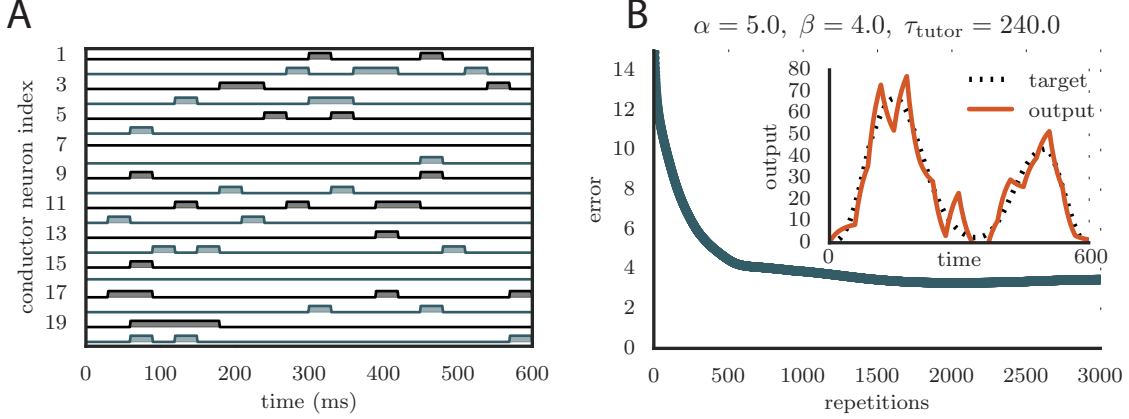 A
conductor neuron index
1
3
5
7
9
11
13
15
17
19
0 100 200 300 400 500 600
time (ms)
B
α = 5.0, β = 4.0, τtutor = 240.0
error
14
12
10
8
6
4
2
0
0 500 1000 1500 2000 2500 3000
repetitions
output
80
70
60
50
40
30
20
10
0
0 600
time
target
output